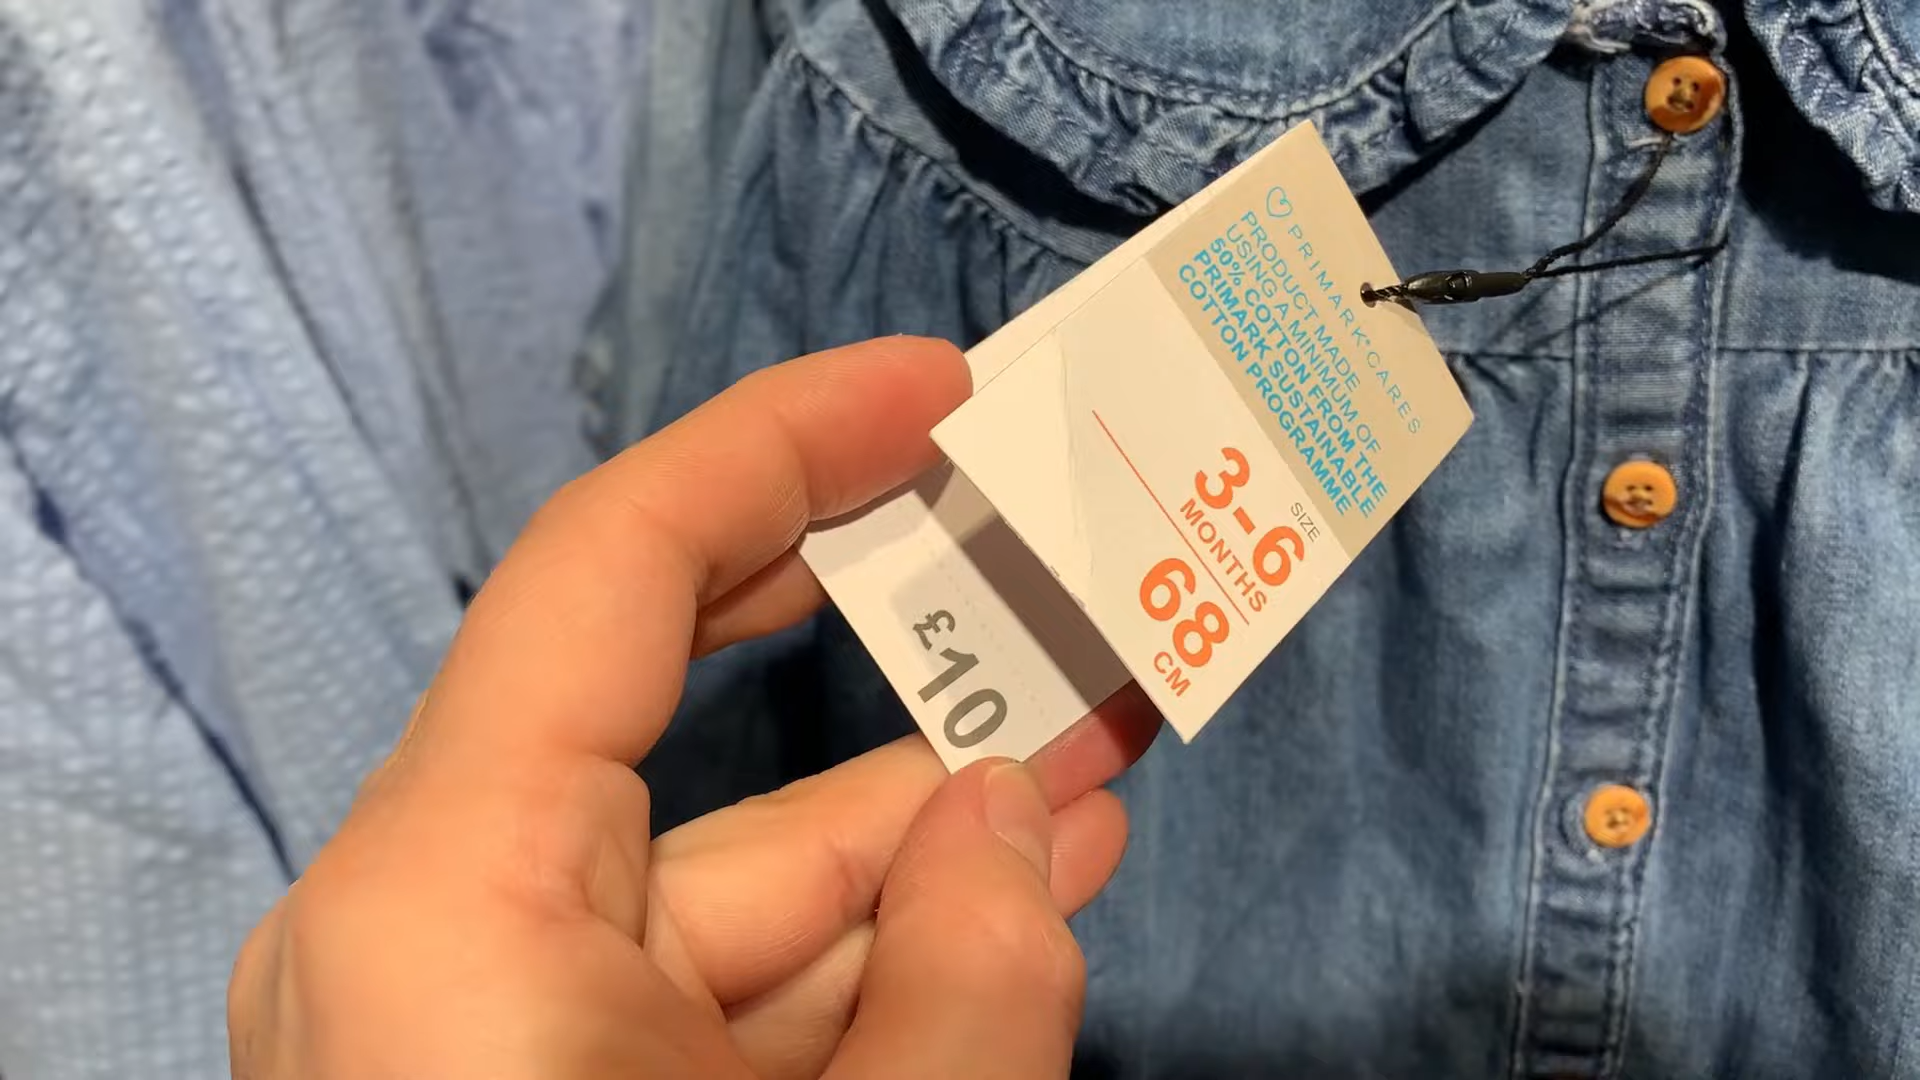 PRIMARK CARES
PRODUCT MADE
USING A MINIMUM OF
50% COTTON FROM THE
PRIMARK SUSTAINABLE
COTTON PROGRAMME
SIZE
3-6
MONTHS
68
CM
£10